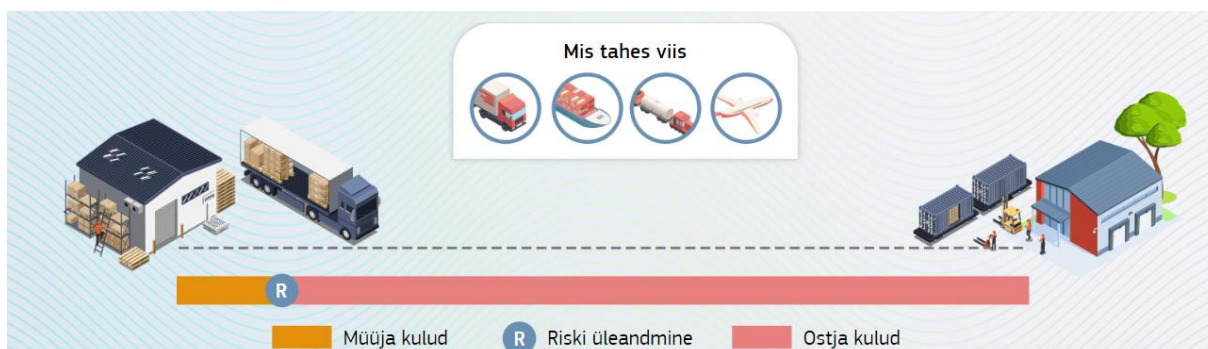 Mis tahes viis
R
Müüja kulud
R
Riski üleandmine
Ostja kulud